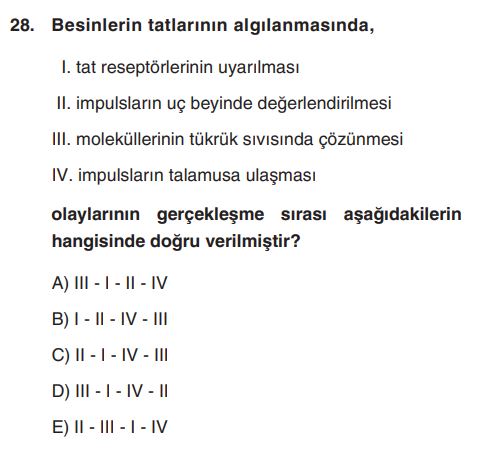 28. Besinlerin tatlarının algılanmasında,
I. tat reseptörlerinin uyarılması
II. impulsların uç beyinde değerlendirilmesi
III. moleküllerinin tükrük sıvısında çözünmesi
IV. impulsların talamusa ulaşması
olaylarının gerçekleşme sırası aşağıdakilerin
hangisinde doğru verilmiştir?
A) III - I - II - IV
B) I - II - IV - III
C) II - I - IV - III
D) III - I - IV - II
E) II - III - I - IV